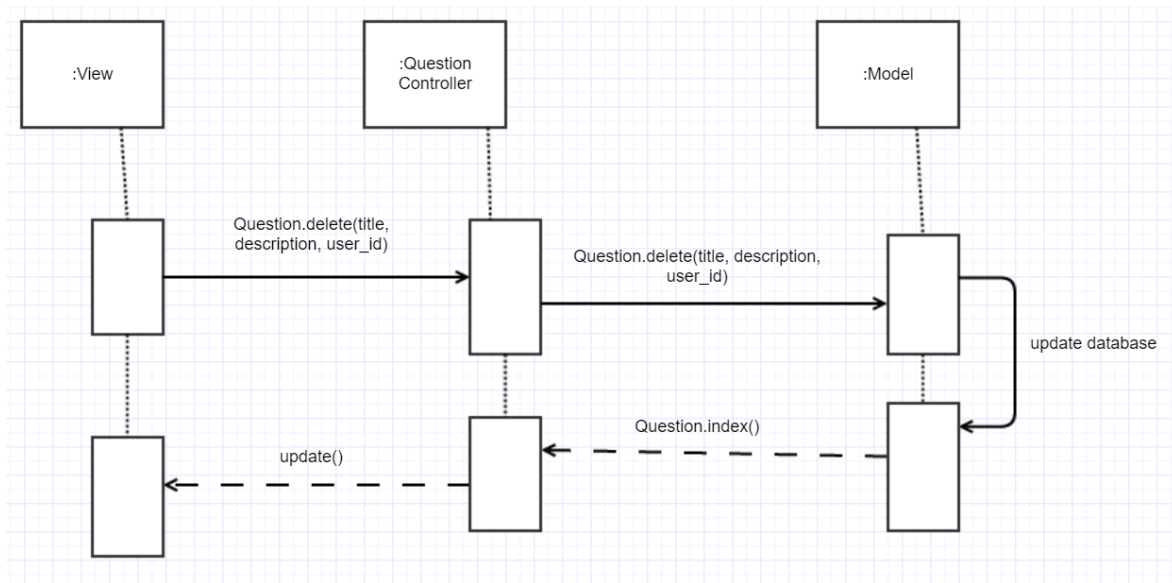 :View
:Question
Controller
:Model
Question.delete(title,
description, user_id)
Question.delete(title, description,
user_id)
update database
Question.index()
update()